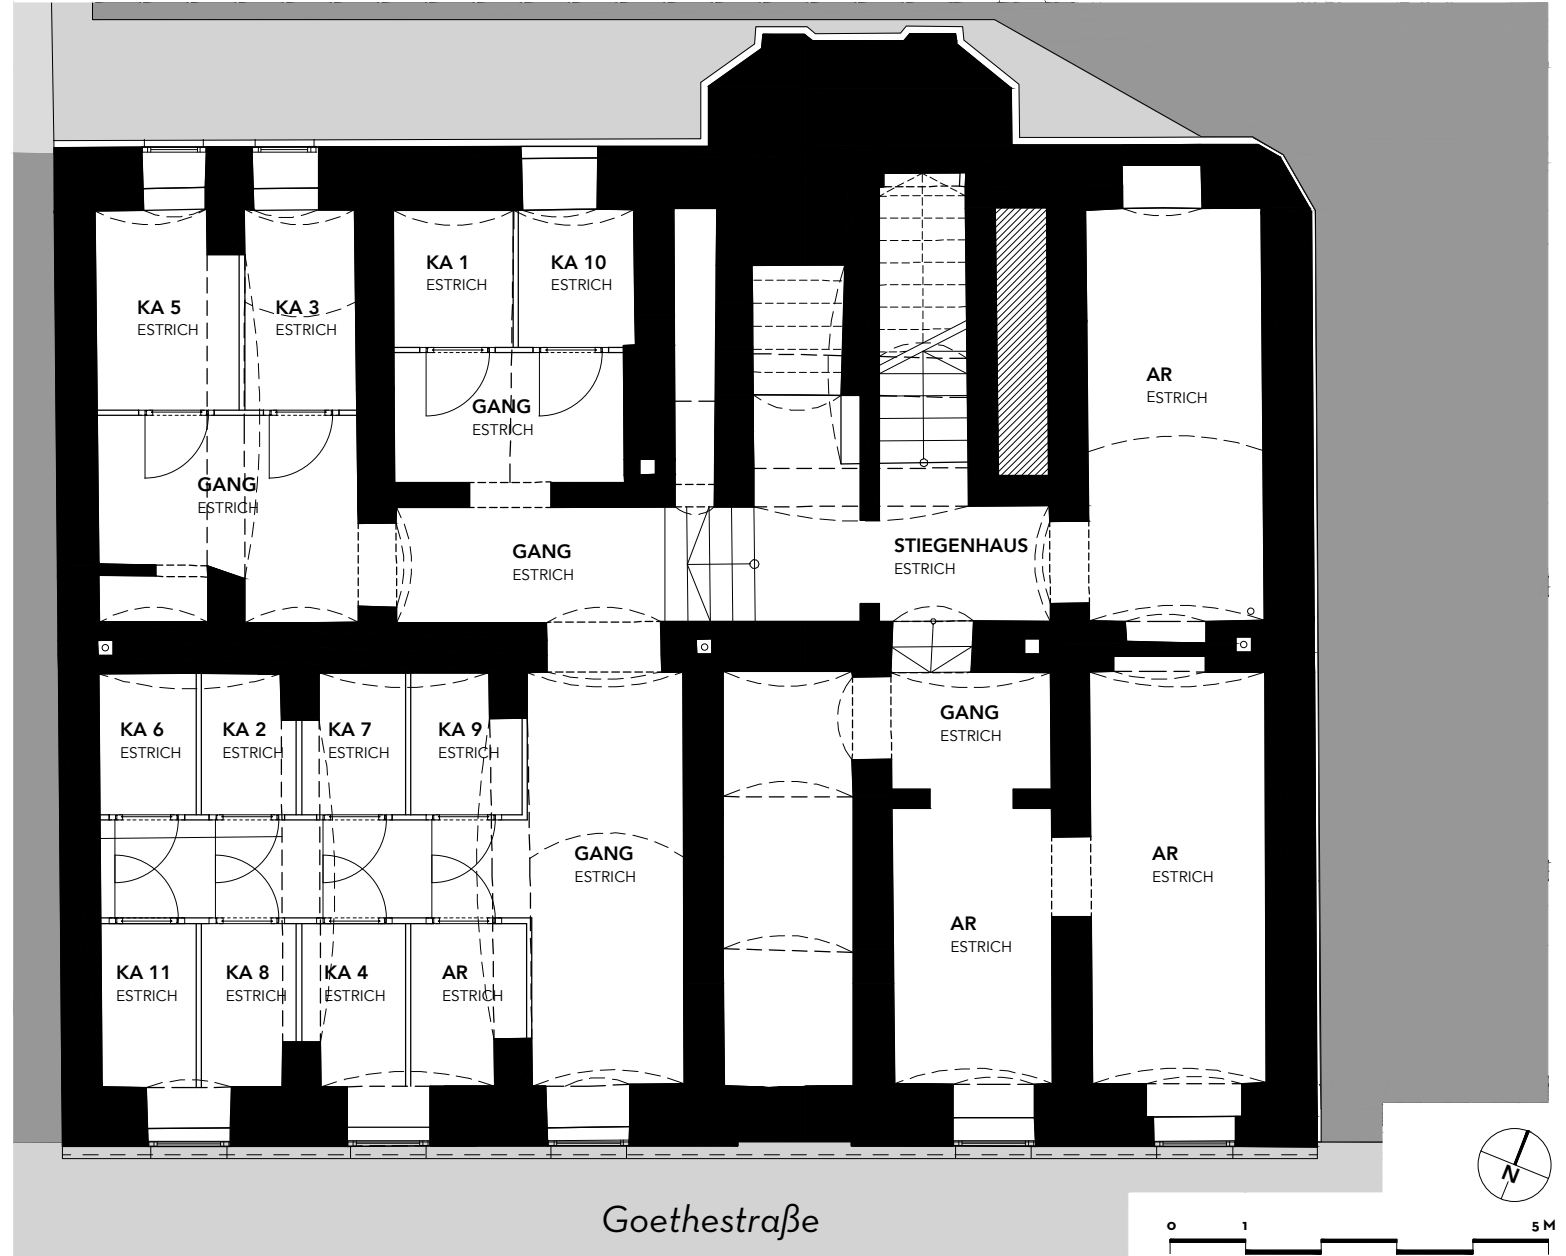 KA 1
ESTRICH
KA 10
ESTRICH
KA 5
ESTRICH
KA 3
ESTRICH
AR
ESTRICH
GANG
ESTRICH
GANG
ESTRICH
GANG
ESTRICH
STIEGENHAUS
ESTRICH
KA 6
ESTRICH
KA 2
ESTRICH
KA 7
ESTRICH
KA 9
ESTRICH
GANG
ESTRICH
GANG
ESTRICH
AR
ESTRICH
AR
ESTRICH
KA 11
ESTRICH
KA 8
ESTRICH
KA 4
ESTRICH
AR
ESTRICH
N
Goethestraße
0 1 5 M